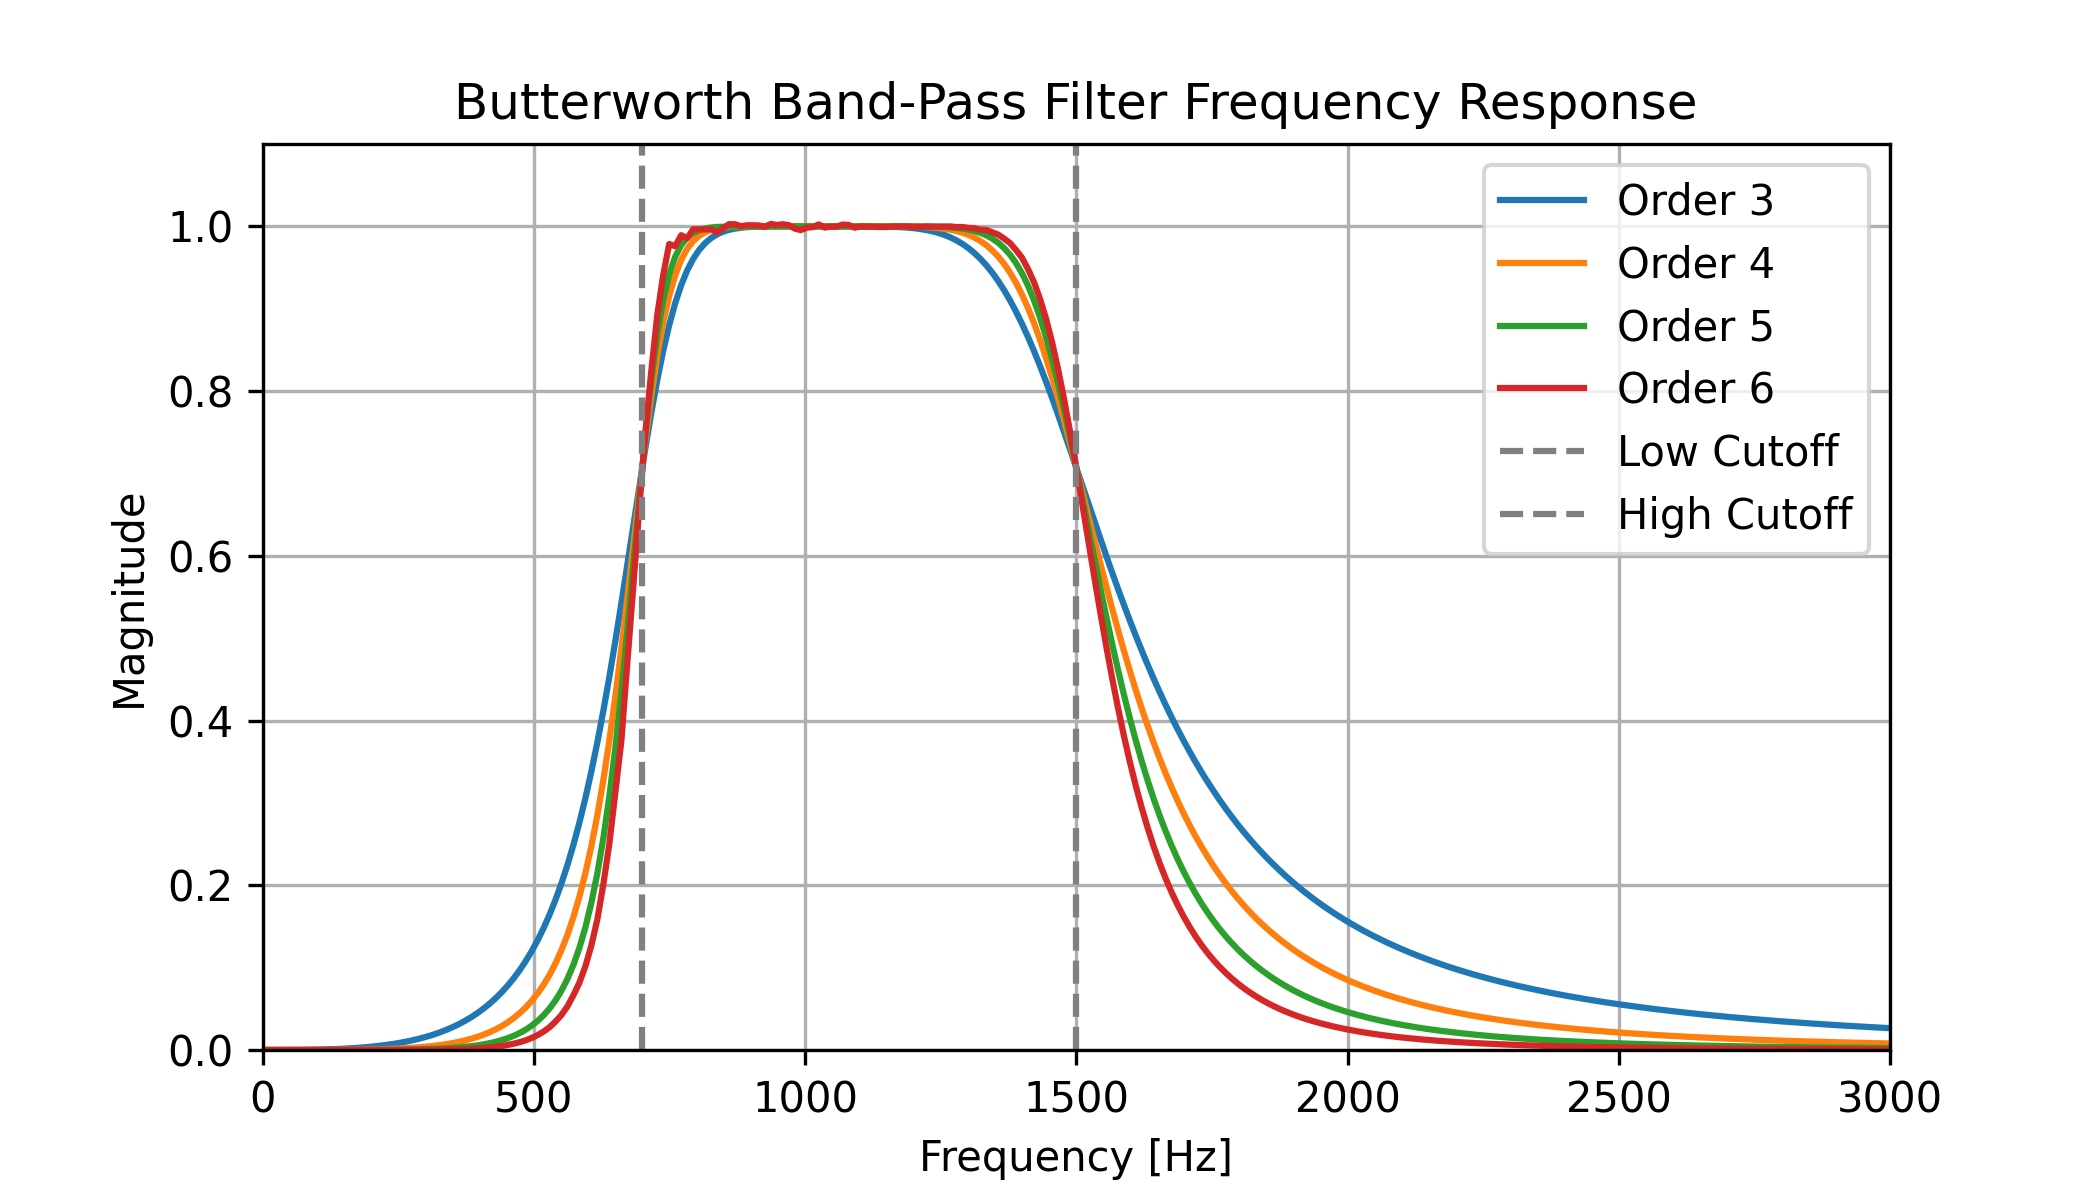 Butterworth Band-Pass Filter Frequency Response
Magnitude
1.0
0.8
0.6
0.4
0.2
0.0
0 500 1000 1500 2000 2500 3000
Frequency [Hz]
Order 3
Order 4
Order 5
Order 6
Low Cutoff
High Cutoff